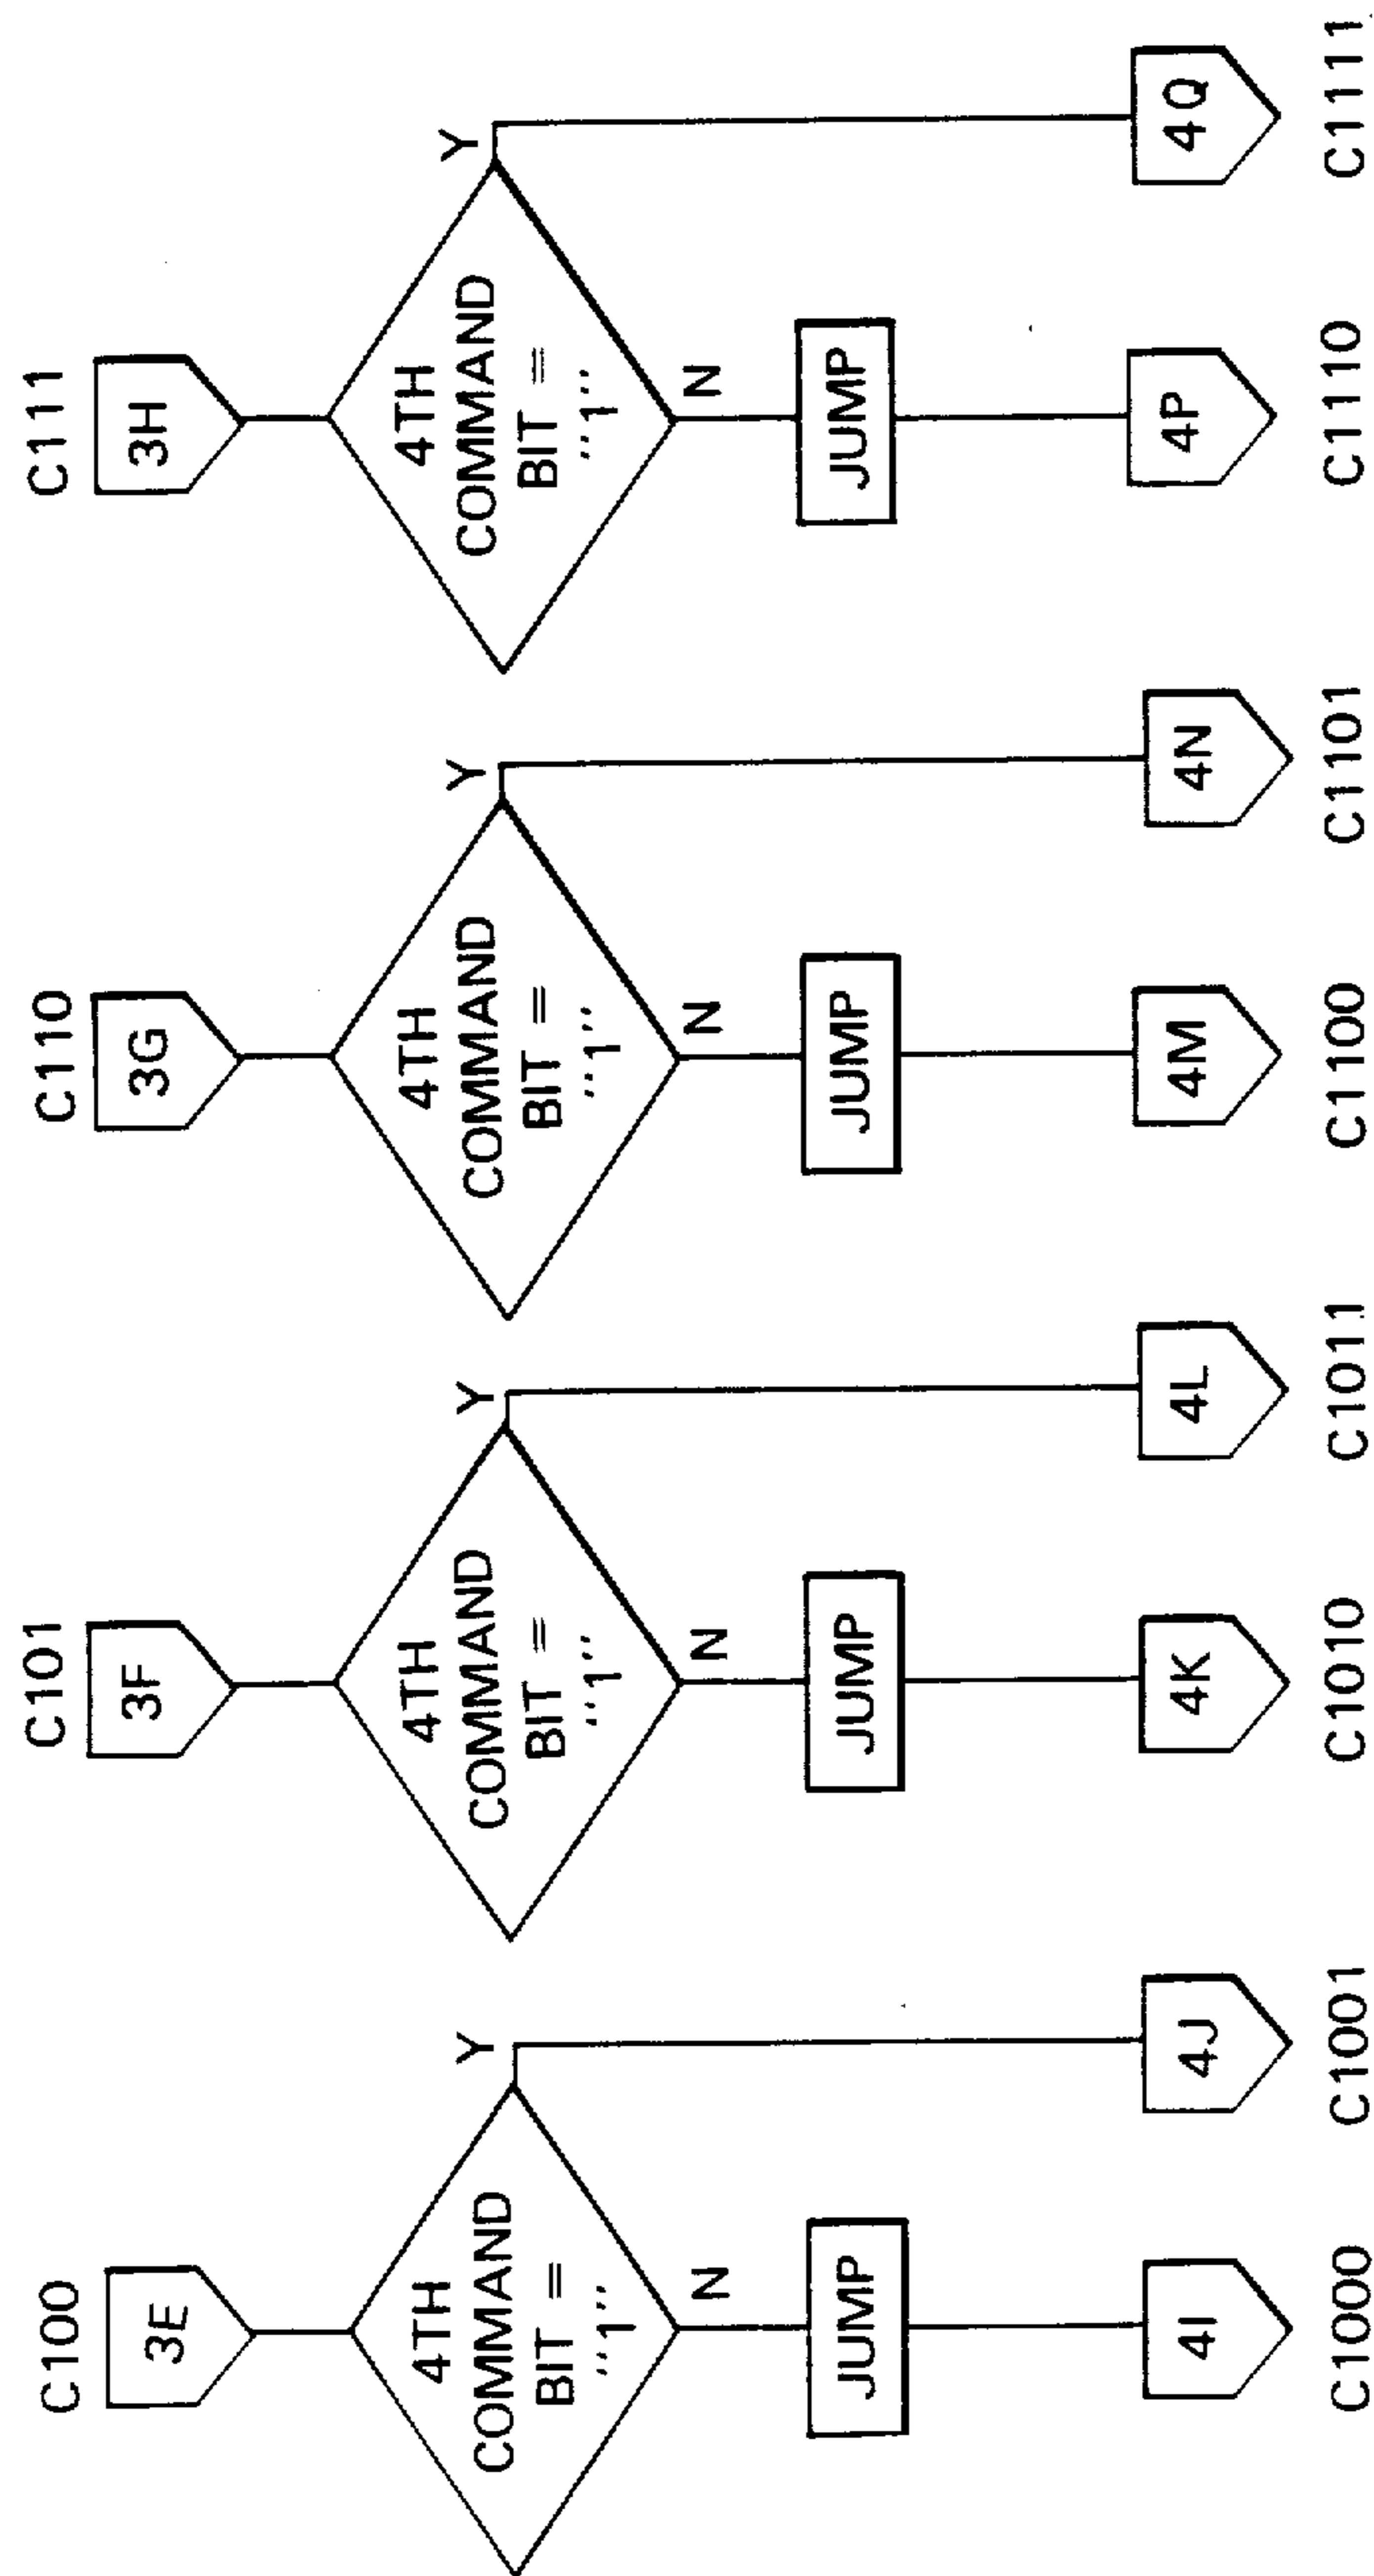 C100
3E
4TH
COMMAND
BIT =
"1"
Y
N
JUMP
4I
4J
C1000
C1001
C101
3F
4TH
COMMAND
BIT =
"1"
Y
N
JUMP
4K
4L
C1010
C1011
C110
3G
4TH
COMMAND
BIT =
"1"
Y
N
JUMP
4M
4N
C1100
C1101
C111
3H
4TH
COMMAND
BIT =
"1"
Y
N
JUMP
4P
4Q
C1110
C1111